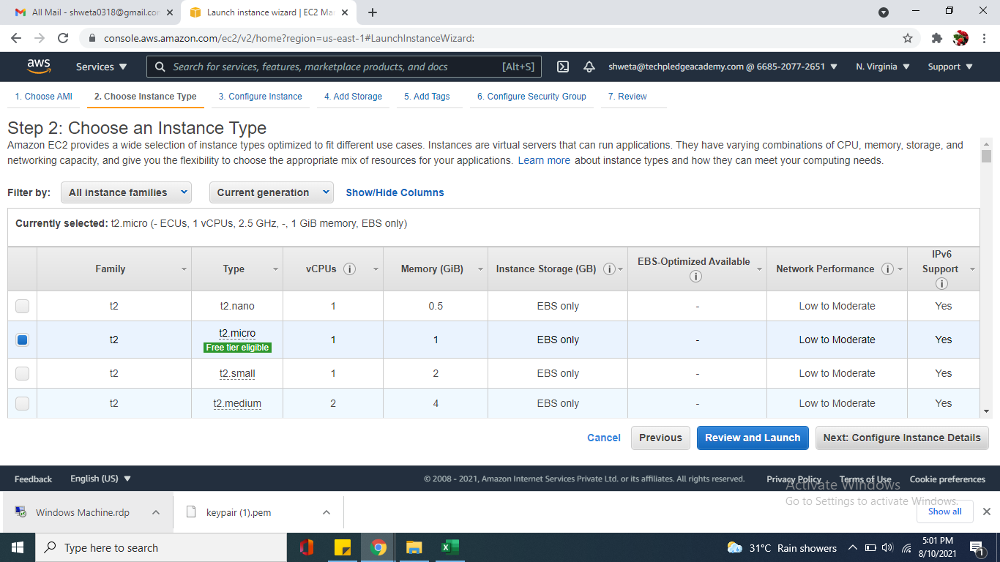 All Mail - shweta0318@gmail.cor
Launch instance wizard | EC2 Mar
console.aws.amazon.com/ec2/v2/home?region=us-east-1#LaunchInstanceWizard:
aws
Services
Search for services, features, marketplace products, and docs
[Alt+S]
shweta@techpledgeacademy.com @ 6685-2077-2651
N. Virginia
Support
1. Choose AMI
2. Choose Instance Type
3. Configure Instance
4. Add Storage
5. Add Tags
6. Configure Security Group
7. Review
Step 2: Choose an Instance Type
Amazon EC2 provides a wide selection of instance types optimized to fit different use cases. Instances are virtual servers that can run applications. They have varying combinations of CPU, memory, storage, and
networking capacity, and give you the flexibility to choose the appropriate mix of resources for your applications. Learn more about instance types and how they can meet your computing needs.
Filter by:
All instance families
Current generation
Show/Hide Columns
Currently selected: t2.micro (- ECUs, 1 vCPUs, 2.5 GHz, -, 1 GiB memory, EBS only)
Family Type vCPUs i Memory (GiB) Instance Storage (GB) i EBS-Optimized Available i Network Performance i IPv6 Support i
t2 t2.nano 1 0.5 EBS only - Low to Moderate Yes
t2 t2.micro 1 1 EBS only - Low to Moderate Yes
Free tier eligible
t2 t2.small 1 2 EBS only - Low to Moderate Yes
t2 t2.medium 2 4 EBS only - Low to Moderate Yes
Cancel
Previous
Review and Launch
Next: Configure Instance Details
Feedback
English (US)
© 2008 - 2021, Amazon Internet Services Private Ltd. or its affiliates. All rights reserved.
Privacy Policy
Terms of Use
Cookie preferences
Activate Windows
Go to Settings to activate Windows.
Windows Machine.rdp
keypair (1).pem
Show all
Type here to search
31°C Rain showers
5:01 PM
8/10/2021
1